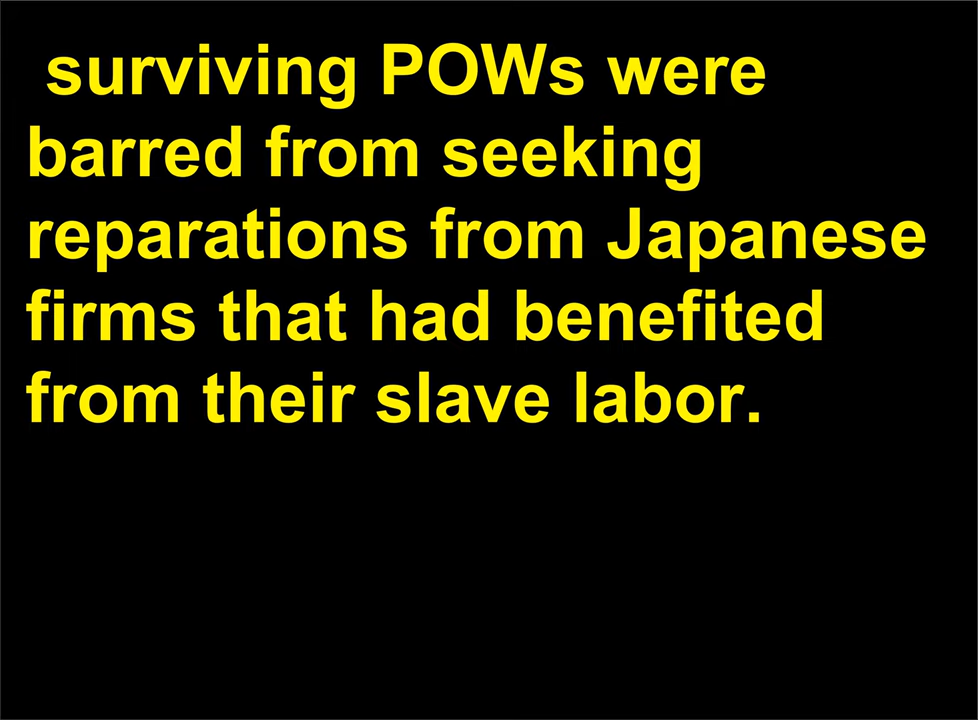 surviving POWs were
barred from seeking
reparations from Japanese
firms that had benefited
from their slave labor.